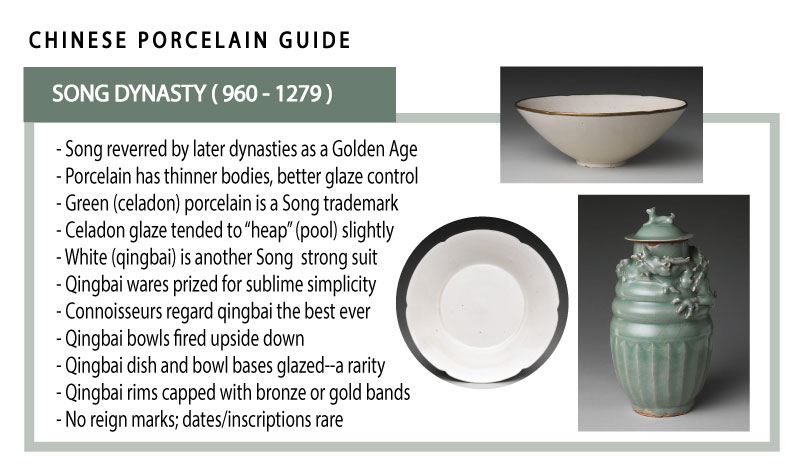 CHINESE PORCELAIN GUIDE
SONG DYNASTY ( 960 - 1279 )
- Song reverred by later dynasties as a Golden Age
- Porcelain has thinner bodies, better glaze control
- Green (celadon) porcelain is a Song trademark
- Celadon glaze tended to “heap” (pool) slightly
- White (qingbai) is another Song strong suit
- Qingbai wares prized for sublime simplicity
- Connoisseurs regard qingbai the best ever
- Qingbai bowls fired upside down
- Qingbai dish and bowl bases glazed--a rarity
- Qingbai rims capped with bronze or gold bands
- No reign marks; dates/inscriptions rare